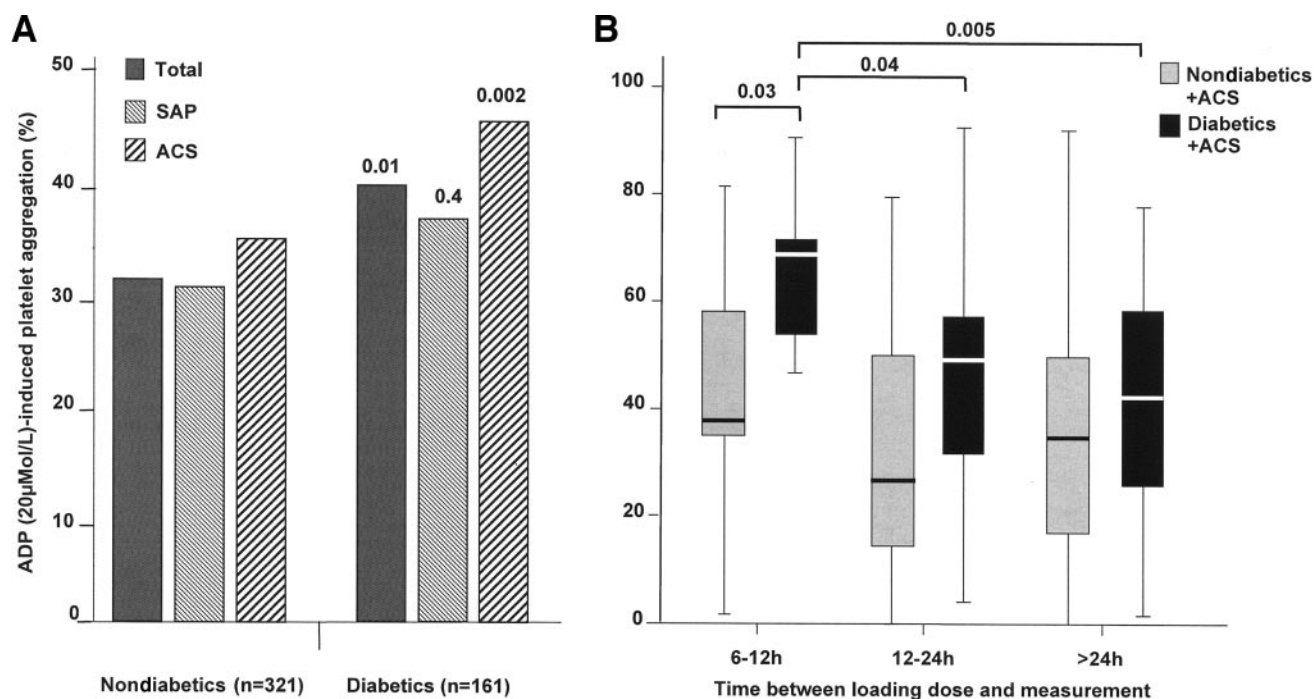 A
ADP (20µMol/L)-induced platelet aggregation (%)
50
40
30
20
10
0
Total
SAP
ACS
0.01
0.4
0.002
Nondiabetics (n=321)
Diabetics (n=161)
B
0.005
0.04
0.03
Nondiabetics
+ACS
Diabetics
+ACS
100
80
60
40
20
0
6-12h
12-24h
>24h
Time between loading dose and measurement